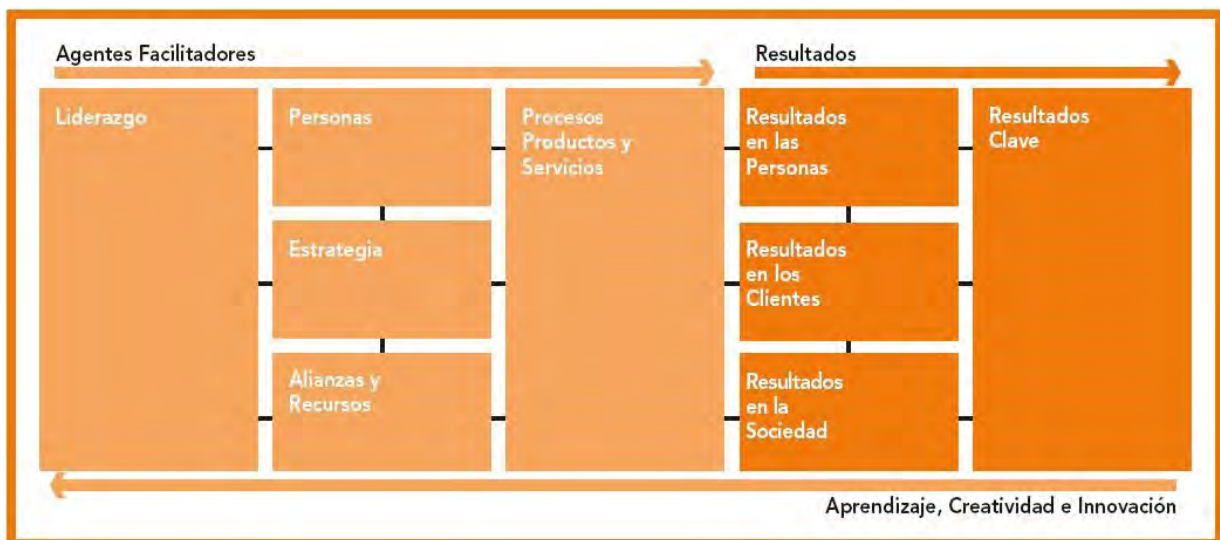 Agentes Facilitadores
Resultados
Liderazgo
Personas
Procesos
Productos y
Servicios
Resultados
en las
Personas
Resultados
Clave
Estrategia
Resultados
en los
Clientes
Alianzas y
Recursos
Resultados
en la
Sociedad
Aprendizaje, Creatividad e Innovación